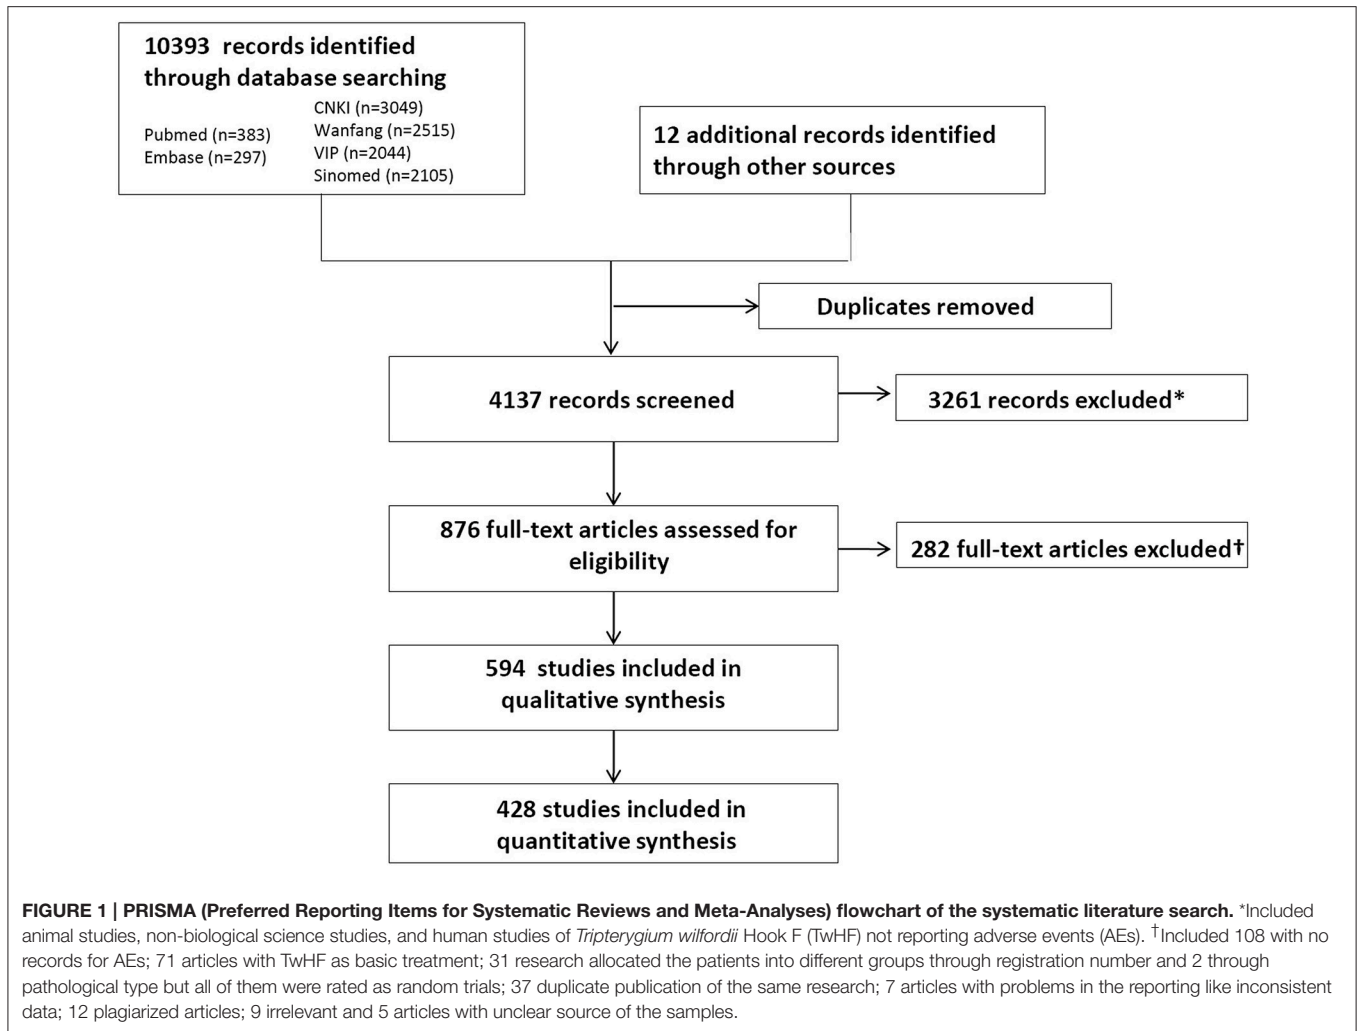 10393 records identified
through database searching
Pubmed (n=383)
Embase (n=297)
CNKI (n=3049)
Wanfang (n=2515)
VIP (n=2044)
Sinomed (n=2105)
12 additional records identified
through other sources
Duplicates removed
4137 records screened
3261 records excluded*
876 full-text articles assessed for
eligibility
282 full-text articles excluded†
594 studies included in
qualitative synthesis
428 studies included in
quantitative synthesis
FIGURE 1 | PRISMA (Preferred Reporting Items for Systematic Reviews and Meta-Analyses) flowchart of the systematic literature search. *Included
animal studies, non-biological science studies, and human studies of Tripterygium wilfordii Hook F (TwHF) not reporting adverse events (AEs). †Included 108 with no
records for AEs; 71 articles with TwHF as basic treatment; 31 research allocated the patients into different groups through registration number and 2 through
pathological type but all of them were rated as random trials; 37 duplicate publication of the same research; 7 articles with problems in the reporting like inconsistent
data; 12 plagiarized articles; 9 irrelevant and 5 articles with unclear source of the samples.